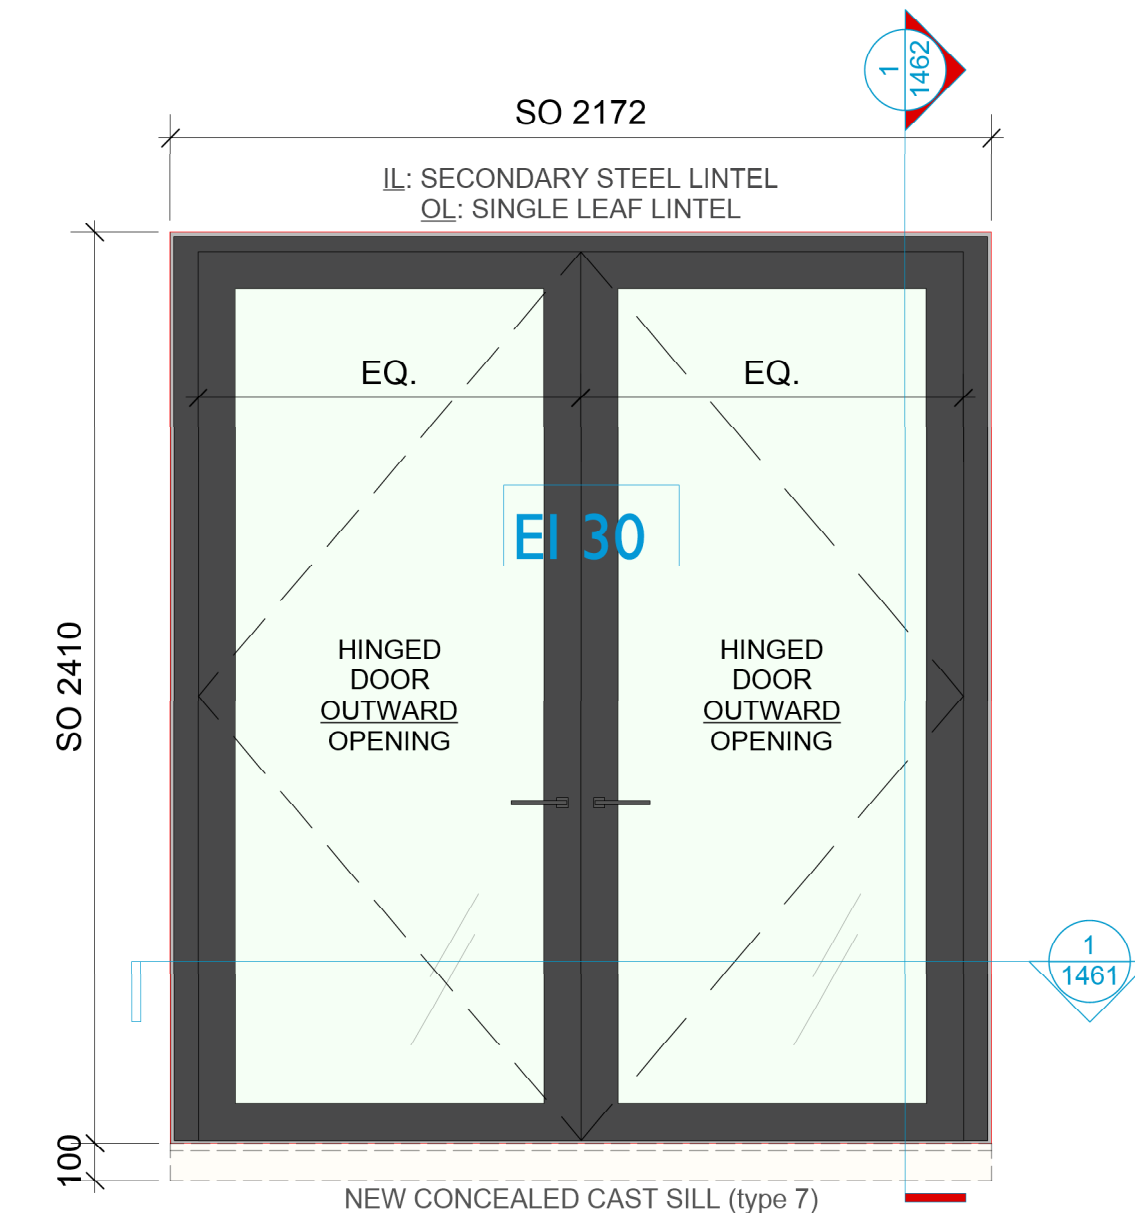 1
1462
SO 2172
IL: SECONDARY STEEL LINTEL
OL: SINGLE LEAF LINTEL
EQ.
EQ.
EI 30
SO 2410
HINGED
DOOR
OUTWARD
OPENING
HINGED
DOOR
OUTWARD
OPENING
1
1461
100
NEW CONCEALED CAST SILL (type 7)